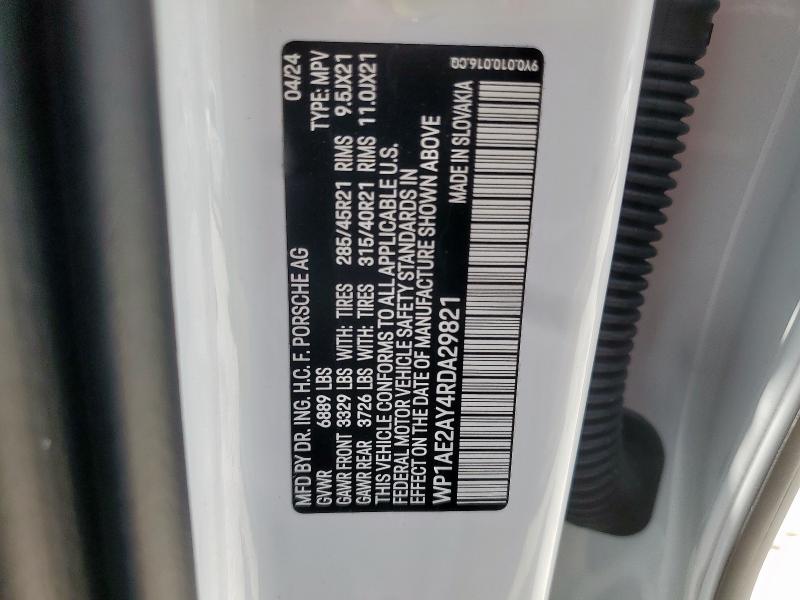 04/24
MFD BY DR. ING. H.C. F. PORSCHE AG TYPE: MPV
GVWR 6889 LBS
GAWR FRONT 3329 LBS WITH: TIRES 285/45R21 RIMS 9.5JX21
GAWR REAR 3726 LBS WITH: TIRES 315/40R21 RIMS 11.0JX21
THIS VEHICLE CONFORMS TO ALL APPLICABLE U.S.
FEDERAL MOTOR VEHICLE SAFETY STANDARDS IN
EFFECT ON THE DATE OF MANUFACTURE SHOWN ABOVE
WP1AE2AY4RDA29821
MADE IN SLOVAKIA
9Y0.010.016.CQ